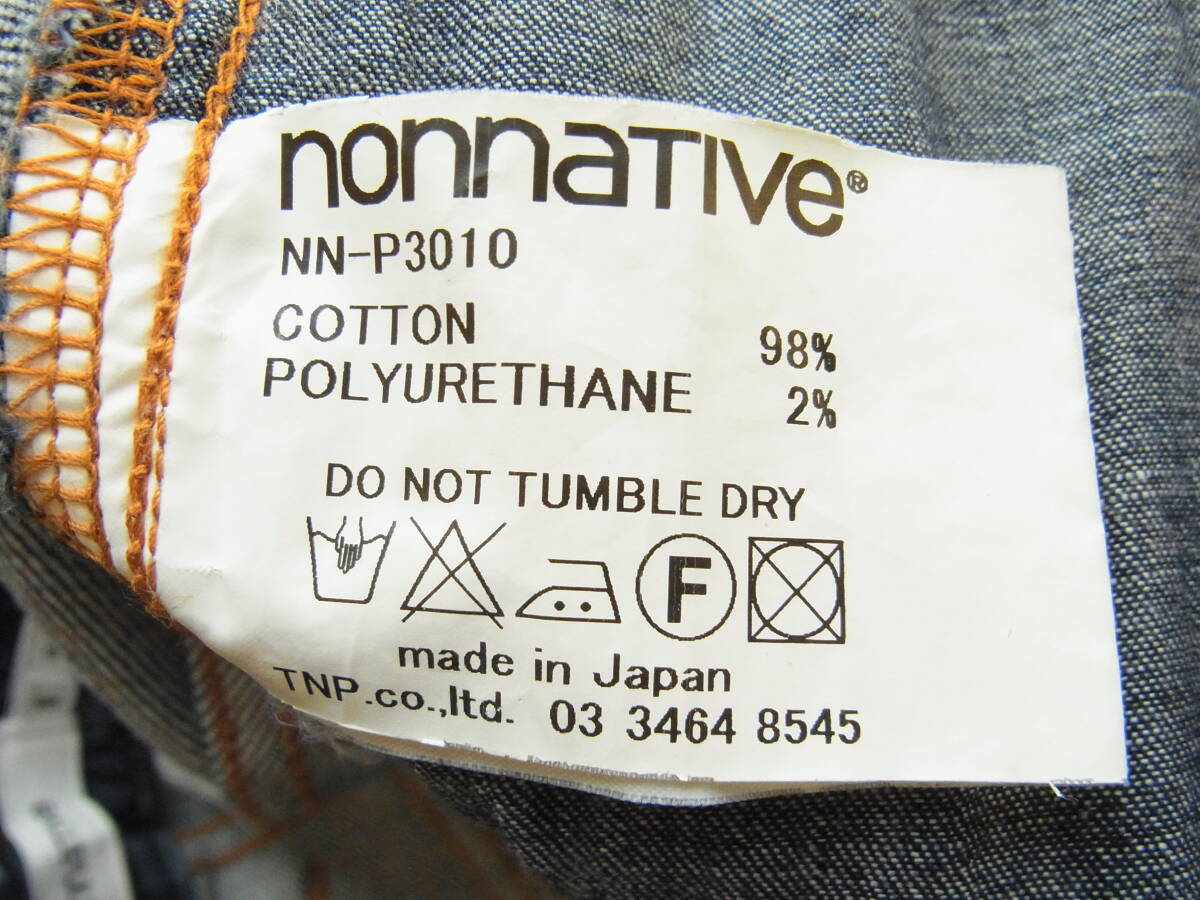 nonnaTIVe®
NN-P3010
COTTON 98%
POLYURETHANE 2%
DO NOT TUMBLE DRY
F
made in Japan
TNP.co.,ltd. 03 3464 8545